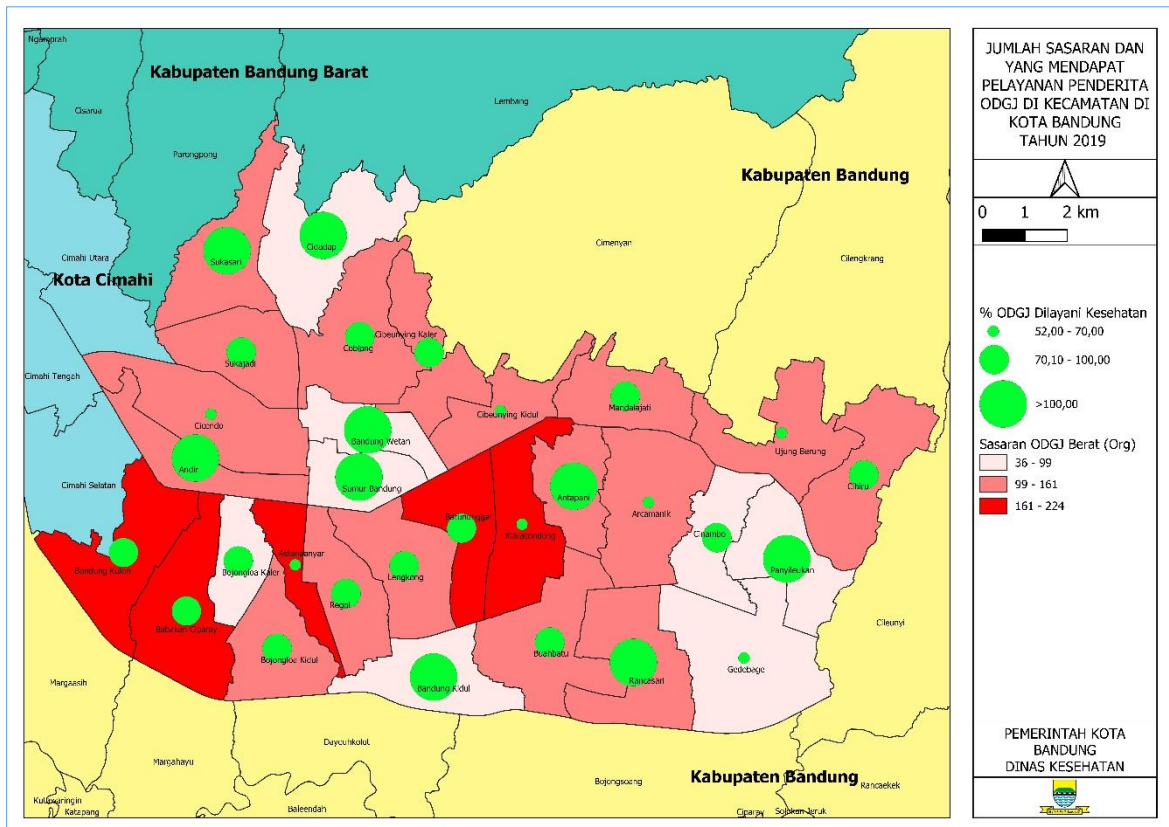 Ngamprah
Kabupaten Bandung Barat
Cisarua
Lembang
Parongpong
Kabupaten Bandung
Cimenyan
Cilengkrang
Cimahi Utara
Kota Cimahi
Cidadap
Sukasari
Cibeunying Kaler
Coblong
Sukajadi
Cimahi Tengah
Mandalajati
Cibeunying Kidul
Cicendo
Bandung Wetan
Ujung Berung
Andir
Cimahi Selatan
Sumur Bandung
Antapani
Cibiru
Arcamanik
Batununggal
Kiaracondong
Cinambo
Astanaanyar
Bandung Kulon
Bojongloa Kaler
Lengkong
Panyileukan
Regol
Babakan Ciparay
Cileunyi
Bojongloa Kidul
Buahbatu
Gedebage
Rancasari
Margaasih
Bandung Kidul
Dayeuhkolot
Margahayu
Bojongsoang
Kabupaten Bandung
Rancaekek
Katapang
Baleendah
Ciparay
Solokan Jeruk
JUMLAH SASARAN DAN
YANG MENDAPAT
PELAYANAN PENDERITA
ODGJ DI KECAMATAN DI
KOTA BANDUNG
TAHUN 2019
0 1 2 km
% ODGJ Dilayani Kesehatan
52,00 - 70,00
70,10 - 100,00
>100,00
Sasaran ODGJ Berat (Org)
36 - 99
99 - 161
161 - 224
PEMERINTAH KOTA
BANDUNG
DINAS KESEHATAN